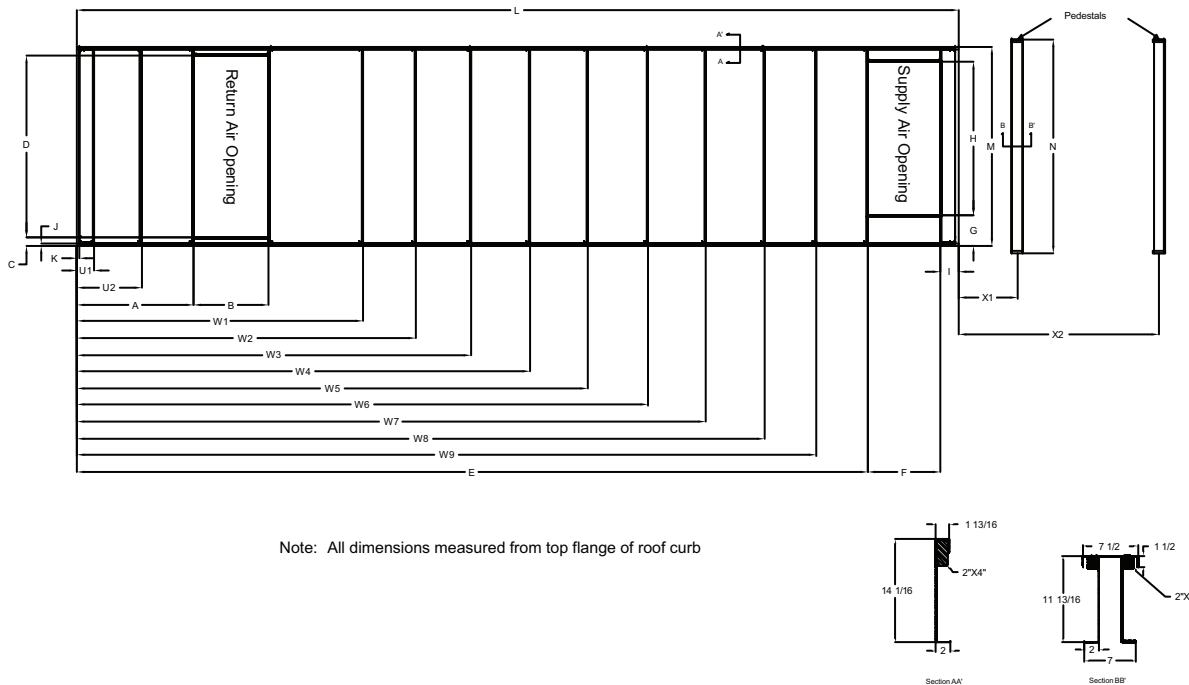 L
Pedestals
A'
A
Return Air Opening
Supply Air Opening
B B'
D
H
M
N
J
G
C
K
U1
I
U2
X1
A B
W1
W2
X2
W3
W4
W5
W6
W7
W8
W9
E F
Note: All dimensions measured from top flange of roof curb
1 13/16
2"X4"
14 1/16
2
Section AA'
7 1/2
1 1/2
11 13/16
2"X
2
7
Section BB'